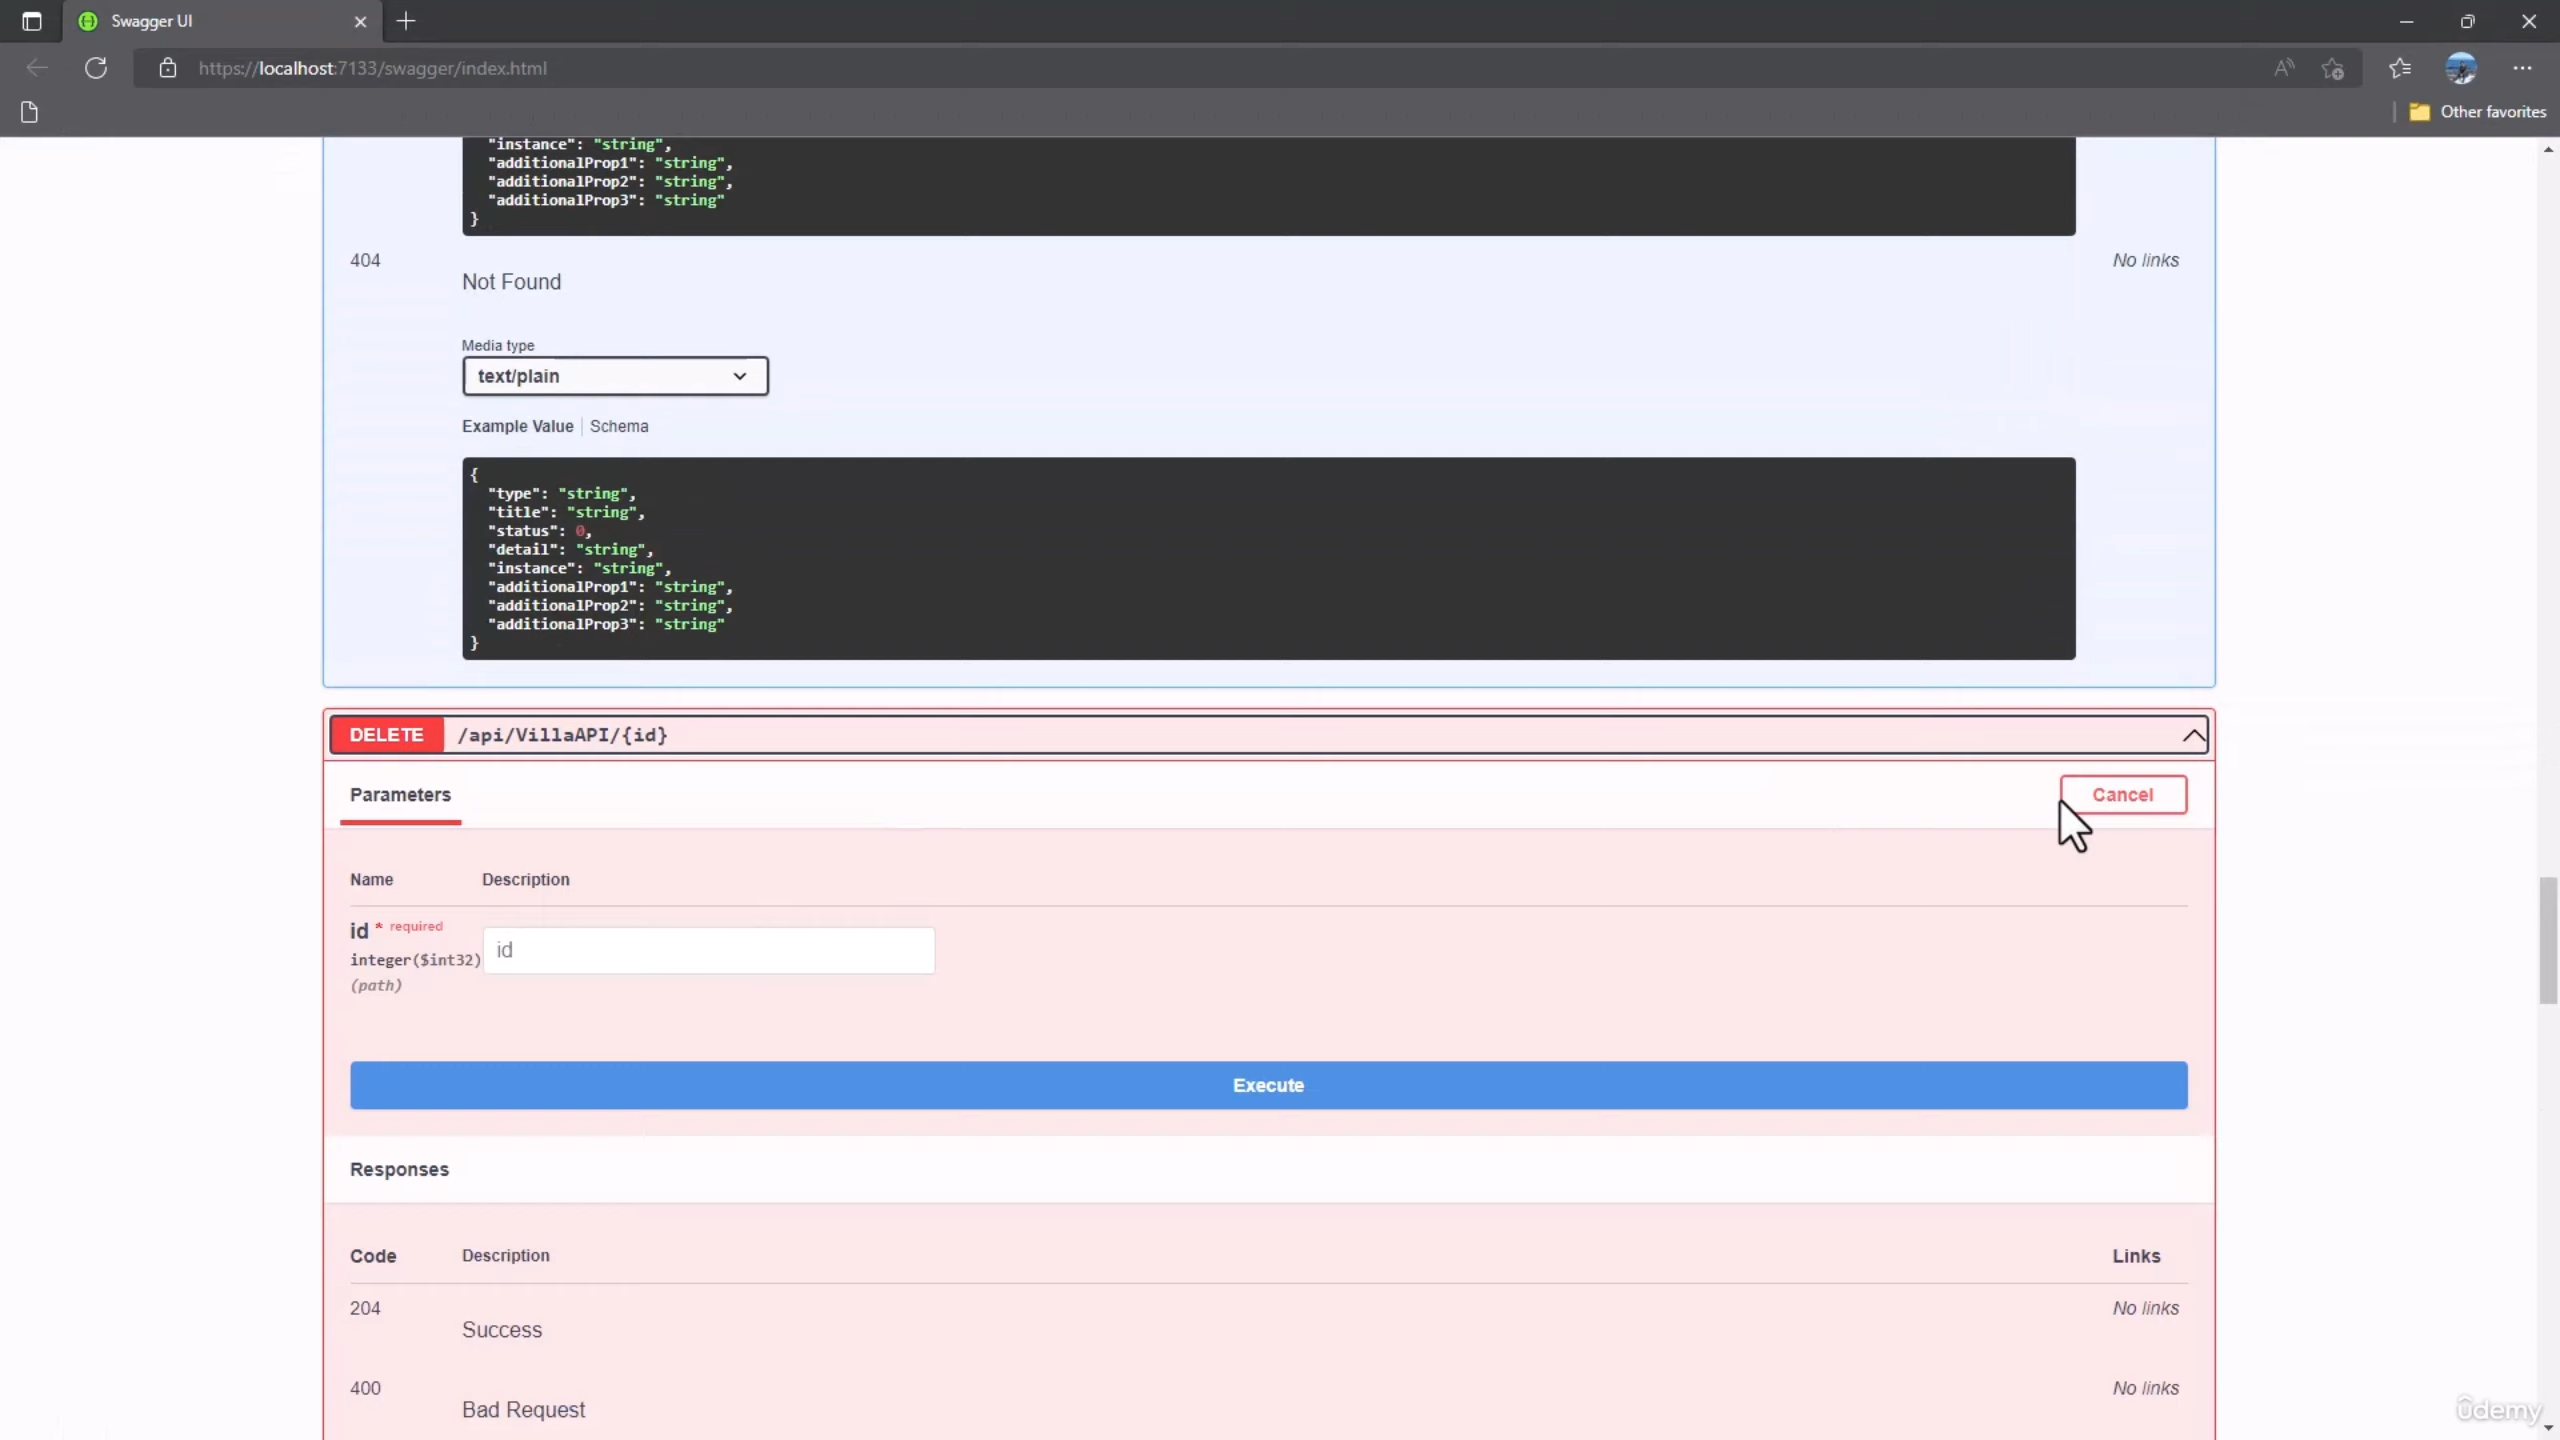 Swagger UI
https://localhost:7133/swagger/index.html
Other favorites
"instance": "string",
"additionalProp1": "string",
"additionalProp2": "string",
"additionalProp3": "string"
}
404
Not Found
No links
Media type
text/plain
Example Value
Schema
{
"type": "string",
"title": "string",
"status": 0,
"detail": "string",
"instance": "string",
"additionalProp1": "string",
"additionalProp2": "string",
"additionalProp3": "string"
}
DELETE /api/VillaAPI/{id}
Parameters
Cancel
Name Description
id * required
integer($int32)
(path)
id
Execute
Responses
Code Description Links
204
Success
No links
400
Bad Request
No links
ûdemy